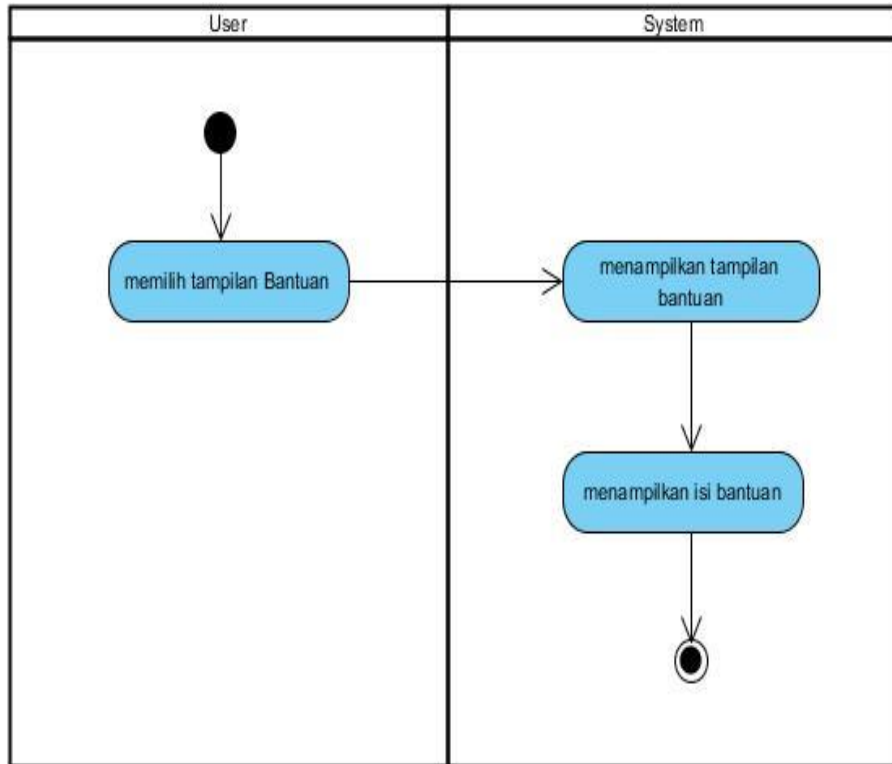 User
System
memilih tampilan Bantuan
menampilkan tampilan
bantuan
menampilkan isi bantuan